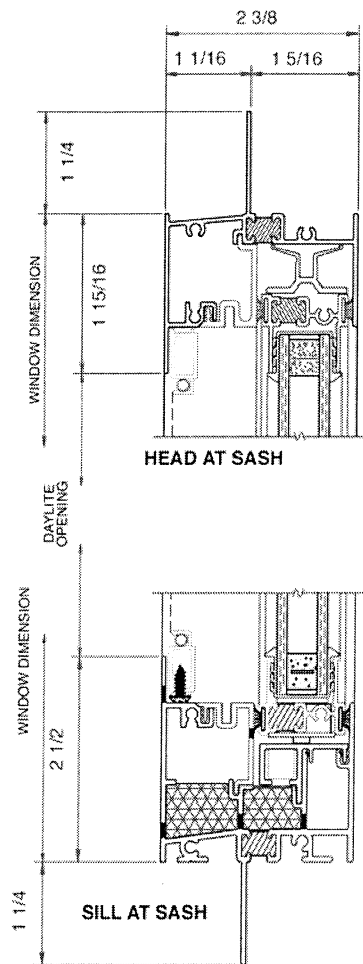 2 3/8
1 1/16
1 5/16
1 1/4
WINDOW DIMENSION
1 15/16
HEAD AT SASH
DAYLITE
OPENING
WINDOW DIMENSION
2 1/2
1 1/4
SILL AT SASH